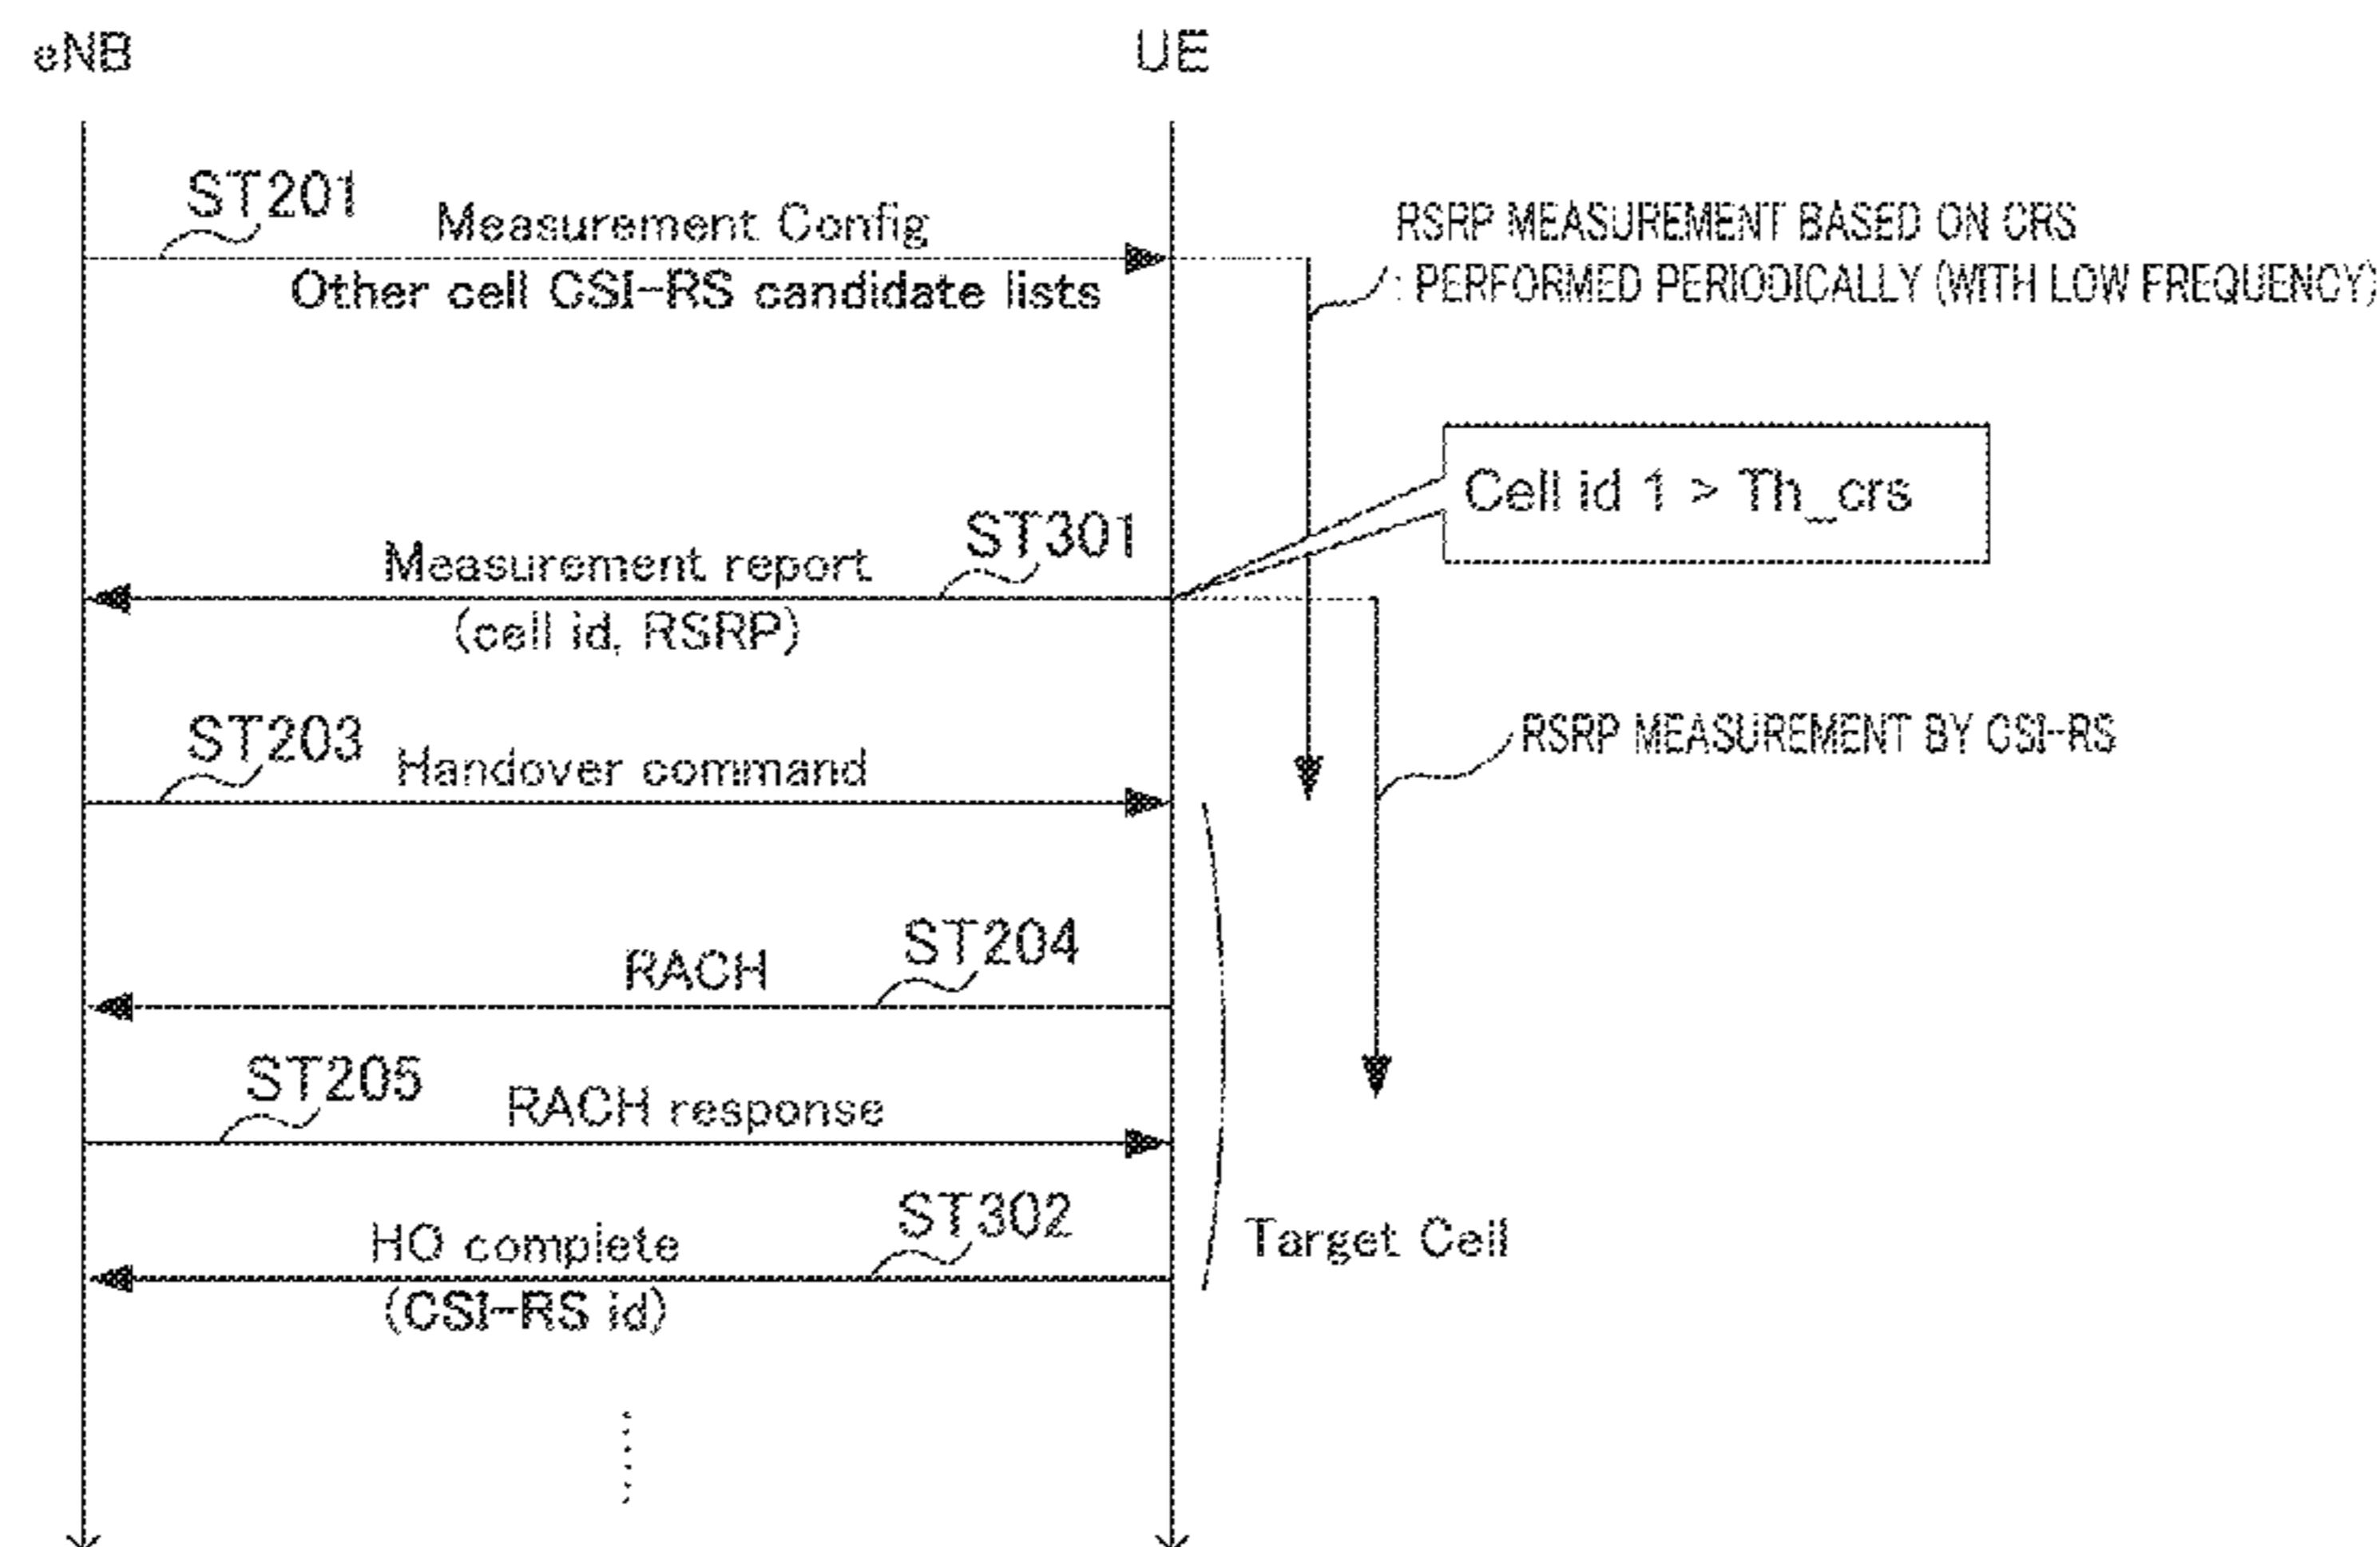 eNB
UE
ST201
Measurement Config
Other cell CSI-RS candidate lists
RSRP MEASUREMENT BASED ON CRS
: PERFORMED PERIODICALLY (WITH LOW FREQUENCY)
Cell id 1 > Th_crs
ST301
Measurement report
(cell id, RSRP)
ST203
Handover command
RSRP MEASUREMENT BY CSI-RS
ST204
RACH
ST205
RACH response
ST302
HO complete
(CSI-RS id)
Target Cell